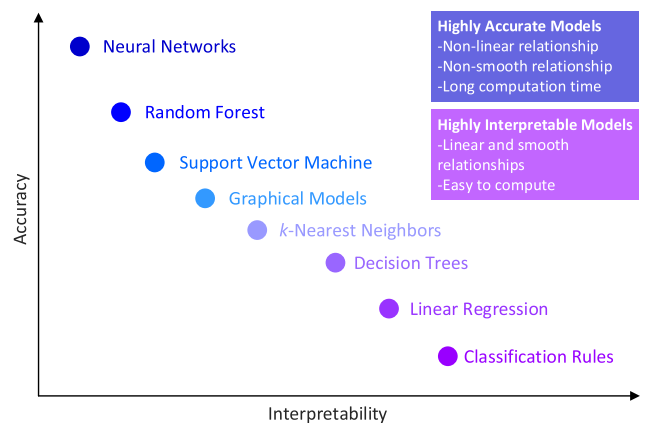 Highly Accurate Models
-Non-linear relationship
-Non-smooth relationship
-Long computation time
Highly Interpretable Models
-Linear and smooth
relationships
-Easy to compute
Neural Networks
Random Forest
Support Vector Machine
Graphical Models
k-Nearest Neighbors
Decision Trees
Linear Regression
Classification Rules
Accuracy
Interpretability